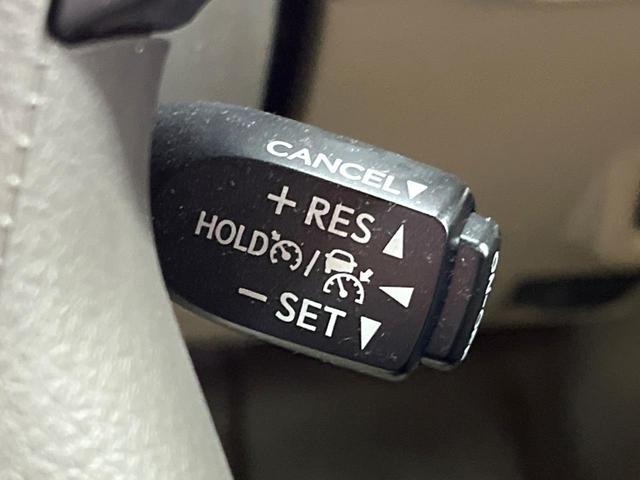 CANCEL▼
+ RES ▲
HOLD / ◀
− SET ▼